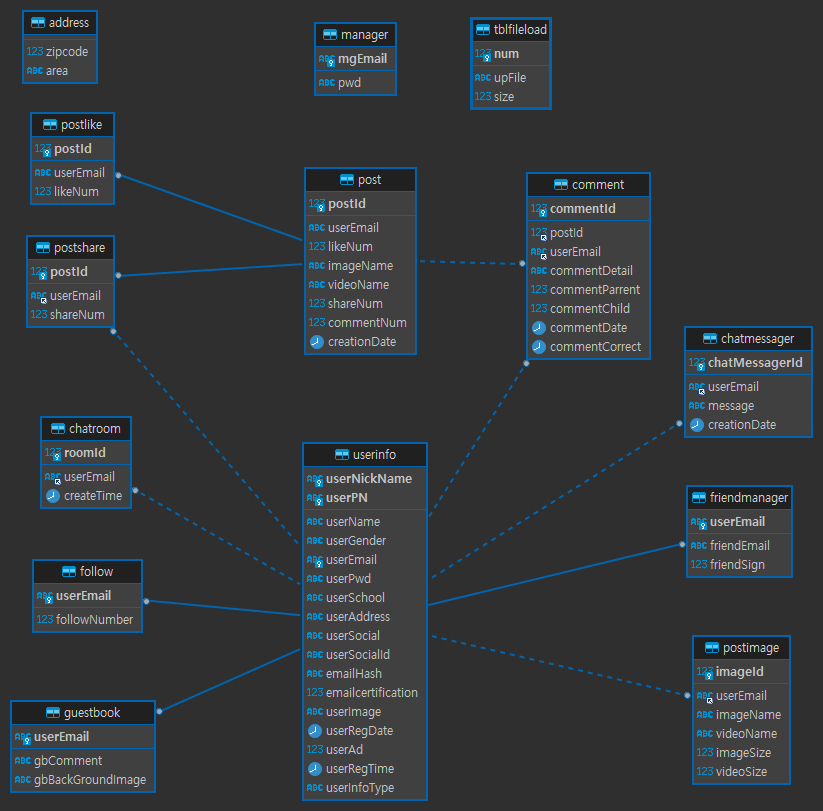 address
123 zipcode
ABC area
manager
ABC mgEmail
ABC pwd
tblfileload
123 num
ABC upFile
123 size
postlike
123 postId
ABC userEmail
123 likeNum
postshare
123 postId
ABC userEmail
123 shareNum
post
123 postId
ABC userEmail
123 likeNum
ABC imageName
ABC videoName
123 shareNum
123 commentNum
creationDate
comment
123 commentId
123 postId
ABC userEmail
ABC commentDetail
123 commentParent
123 commentChild
commentDate
commentCorrect
chatmessager
123 chatMessagerId
ABC userEmail
ABC message
creationDate
chatroom
123 roomId
ABC userEmail
createTime
userinfo
ABC userNickName
ABC userPN
ABC userName
ABC userGender
ABC userEmail
ABC userPwd
ABC userSchool
ABC userAddress
ABC userSocial
ABC userSocialId
ABC emailHash
123 emailcertification
ABC userImage
userRegDate
123 userAd
userRegTime
ABC userInfoType
friendmanager
ABC userEmail
ABC friendEmail
123 friendSign
follow
ABC userEmail
123 followNumber
postimage
123 imageId
ABC userEmail
ABC imageName
ABC videoName
123 imageSize
123 videoSize
guestbook
ABC userEmail
ABC gbComment
ABC gbBackGroundImage